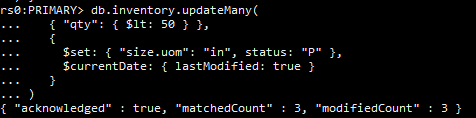 rs0:PRIMARY> db.inventory.updateMany(
...     { "qty": { $lt: 50 } },
...     {
...       $set: { "size.uom": "in", status: "P" },
...       $currentDate: { lastModified: true }
...     }
... )
{ "acknowledged" : true, "matchedCount" : 3, "modifiedCount" : 3 }